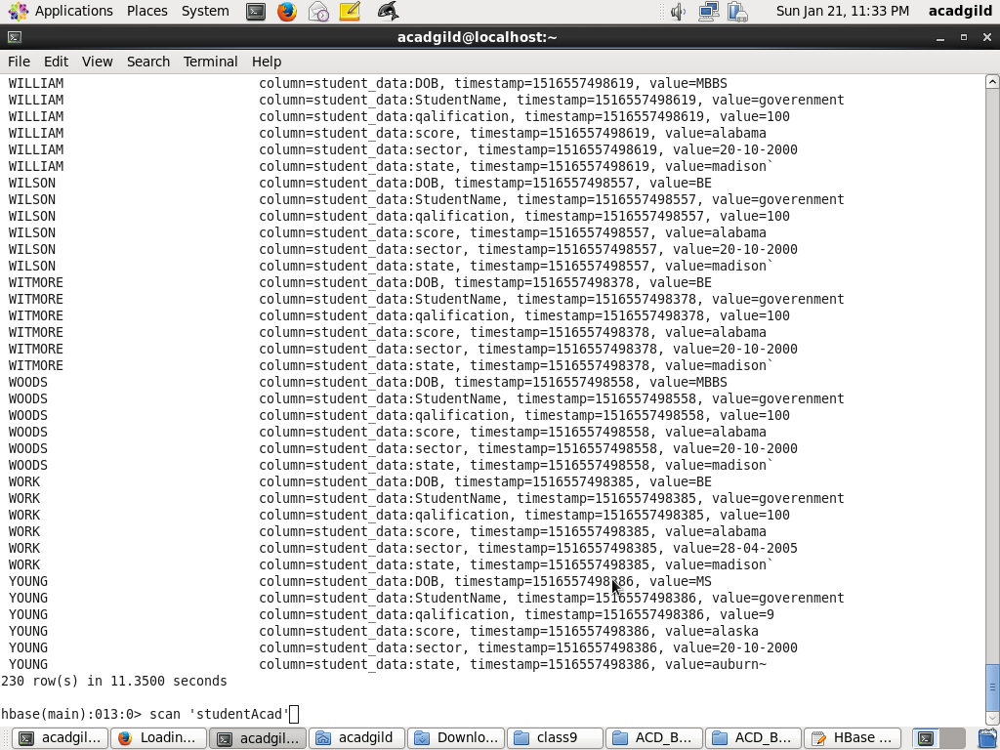 Applications Places System Sun Jan 21, 11:33 PM acadgild
acadgild@localhost:~
File Edit View Search Terminal Help
WILLIAM column=student_data:DOB, timestamp=1516557498619, value=MBBS
WILLIAM column=student_data:StudentName, timestamp=1516557498619, value=goverenment
WILLIAM column=student_data:qalification, timestamp=1516557498619, value=100
WILLIAM column=student_data:score, timestamp=1516557498619, value=alabama
WILLIAM column=student_data:sector, timestamp=1516557498619, value=20-10-2000
WILLIAM column=student_data:state, timestamp=1516557498619, value=madison`
WILSON column=student_data:DOB, timestamp=1516557498557, value=BE
WILSON column=student_data:StudentName, timestamp=1516557498557, value=goverenment
WILSON column=student_data:qalification, timestamp=1516557498557, value=100
WILSON column=student_data:score, timestamp=1516557498557, value=alabama
WILSON column=student_data:sector, timestamp=1516557498557, value=20-10-2000
WILSON column=student_data:state, timestamp=1516557498557, value=madison`
WITMORE column=student_data:DOB, timestamp=1516557498378, value=BE
WITMORE column=student_data:StudentName, timestamp=1516557498378, value=goverenment
WITMORE column=student_data:qalification, timestamp=1516557498378, value=100
WITMORE column=student_data:score, timestamp=1516557498378, value=alabama
WITMORE column=student_data:sector, timestamp=1516557498378, value=20-10-2000
WITMORE column=student_data:state, timestamp=1516557498378, value=madison`
WOODS column=student_data:DOB, timestamp=1516557498558, value=MBBS
WOODS column=student_data:StudentName, timestamp=1516557498558, value=goverenment
WOODS column=student_data:qalification, timestamp=1516557498558, value=100
WOODS column=student_data:score, timestamp=1516557498558, value=alabama
WOODS column=student_data:sector, timestamp=1516557498558, value=20-10-2000
WOODS column=student_data:state, timestamp=1516557498558, value=madison`
WORK column=student_data:DOB, timestamp=1516557498385, value=BE
WORK column=student_data:StudentName, timestamp=1516557498385, value=goverenment
WORK column=student_data:qalification, timestamp=1516557498385, value=100
WORK column=student_data:score, timestamp=1516557498385, value=alabama
WORK column=student_data:sector, timestamp=1516557498385, value=28-04-2005
WORK column=student_data:state, timestamp=1516557498385, value=madison`
YOUNG column=student_data:DOB, timestamp=1516557498386, value=MS
YOUNG column=student_data:StudentName, timestamp=1516557498386, value=goverenment
YOUNG column=student_data:qalification, timestamp=1516557498386, value=9
YOUNG column=student_data:score, timestamp=1516557498386, value=alaska
YOUNG column=student_data:sector, timestamp=1516557498386, value=20-10-2000
YOUNG column=student_data:state, timestamp=1516557498386, value=auburn~
230 row(s) in 11.3500 seconds
hbase(main):013:0> scan 'studentAcad'
acadgil... Loadin... acadgil... acadgild Downlo... class9 ACD_B... ACD_B... HBase ...